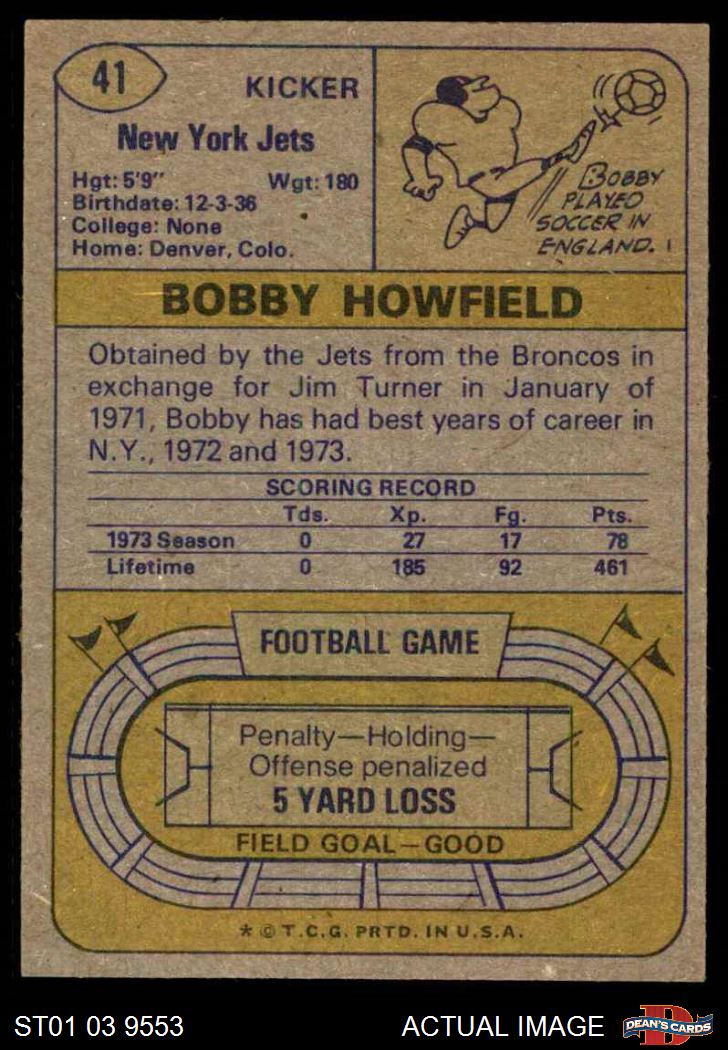 41
KICKER
New York Jets
Hgt: 5'9" Wgt: 180
Birthdate: 12-3-36
College: None
Home: Denver, Colo.
BOBBY
PLAYED
SOCCER IN
ENGLAND.
BOBBY HOWFIELD
Obtained by the Jets from the Broncos in
exchange for Jim Turner in January of
1971, Bobby has had best years of career in
N.Y., 1972 and 1973.
SCORING RECORD
Tds. Xp. Fg. Pts.
1973 Season 0 27 17 78
Lifetime 0 185 92 461
FOOTBALL GAME
Penalty—Holding—
Offense penalized
5 YARD LOSS
FIELD GOAL—GOOD
* © T.C.G. PRTD. IN U.S.A.
ST01 03 9553
ACTUAL IMAGE
D
DEAN'S CARDS